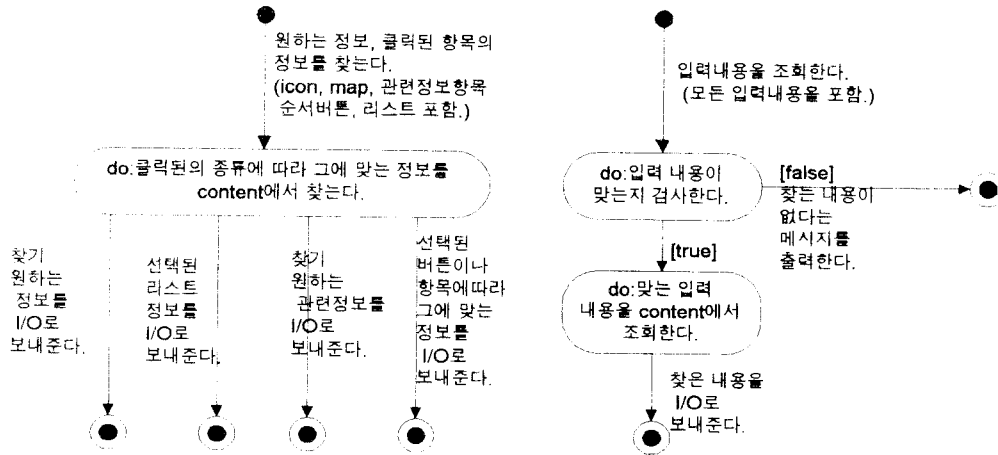 원하는 정보, 클릭된 항목의
정보를 찾는다.
(icon, map, 관련정보항목
순서버튼, 리스트 포함.)
do:클릭된의 종류에 따라 그에 맞는 정보를
content에서 찾는다.
찾기
원하는
정보를
I/O로
보내준다.
선택된
리스트
정보를
I/O로
보내준다.
찾기
원하는
관련정보를
I/O로
보내준다.
선택된
버튼이나
항목에따라
그에 맞는
정보를
I/O로
보내준다.
입력내용을 조회한다.
(모든 입력내용을 포함.)
do:입력 내용이
맞는지 검사한다.
[false]
찾는 내용이
없다는
메시지를
출력한다.
[true]
do:맞는 입력
내용을 content에서
조회한다.
찾은 내용을
I/O로
보내준다.